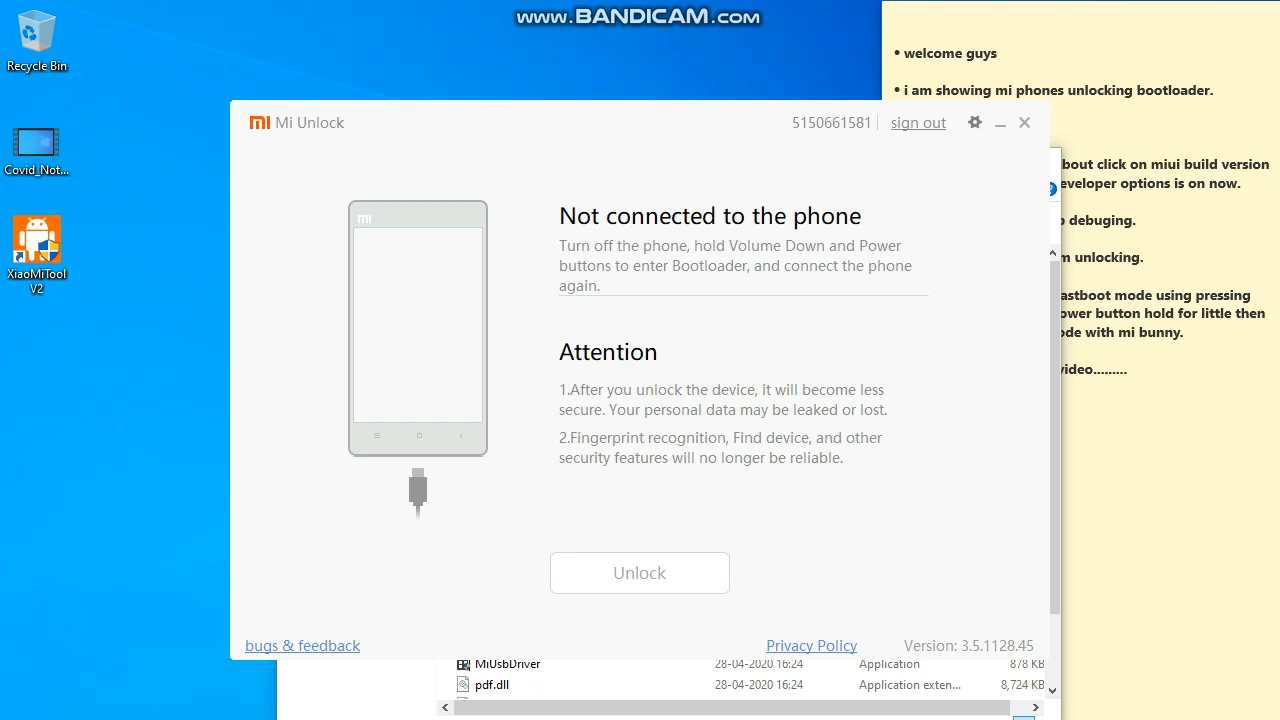 www.BANDICAM.com
Recycle Bin
Covid_Not...
XiaoMiTool
V2
• welcome guys
• i am showing mi phones unlocking bootloader.
bout click on miui build version
eveloper options is on now.
debuging.
unlocking.
astboot mode using pressing
ower button hold for little then
ode with mi bunny.
video.........
mi Mi Unlock
5150661581
sign out
Not connected to the phone
Turn off the phone, hold Volume Down and Power
buttons to enter Bootloader, and connect the phone
again.
Attention
1.After you unlock the device, it will become less
secure. Your personal data may be leaked or lost.
2.Fingerprint recognition, Find device, and other
security features will no longer be reliable.
mi
Unlock
bugs & feedback
Privacy Policy
Version: 3.5.1128.45
MiUsbDriver 28-04-2020 16:24 Application 878 KB
pdf.dll 28-04-2020 16:24 Application exten... 8,724 KB